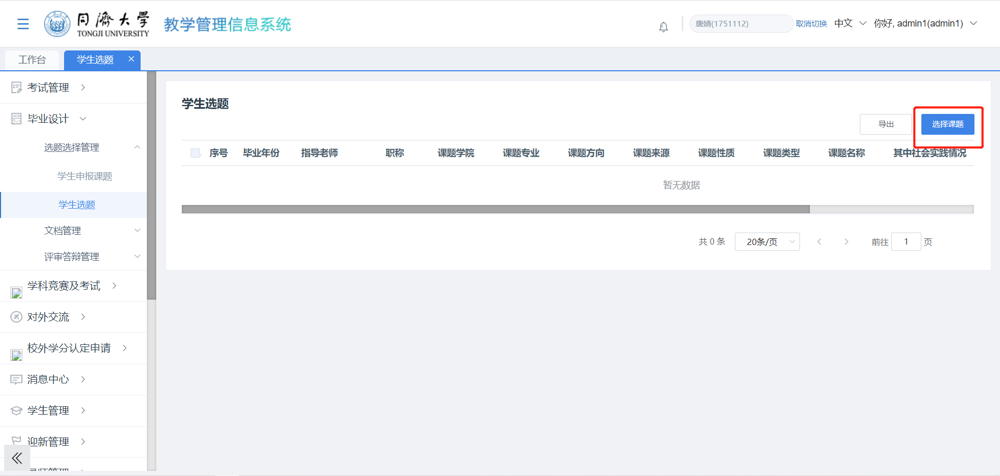 同济大学
TONGJI UNIVERSITY
教学管理信息系统
唐婧(1751112)
取消切换
中文
你好, admin1(admin1)
工作台
学生选题
考试管理
毕业设计
选题选择管理
学生申报课题
学生选题
文档管理
评审答辩管理
学科竞赛及考试
对外交流
校外学分认定申请
消息中心
学生管理
迎新管理
学生选题
导出
选择课题
序号 毕业年份 指导老师 职称 课题学院 课题专业 课题方向 课题来源 课题性质 课题类型 课题名称 其中社会实践情况
暂无数据
共 0 条 20条/页 前往 1 页